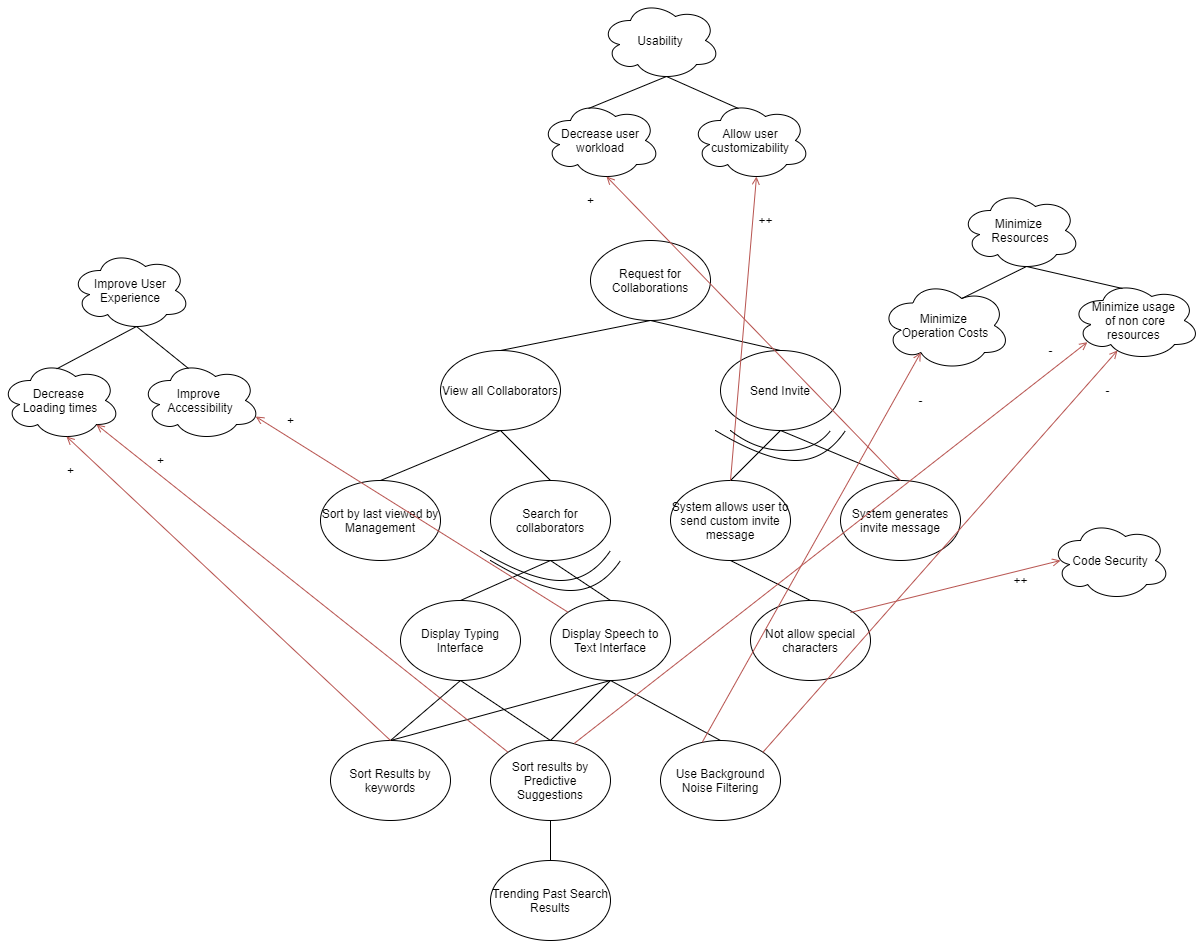 Usability
Decrease user
workload
Allow user
customizability
+
++
Minimize
Resources
Request for
Collaborations
Improve User
Experience
Minimize
Operation Costs
Minimize usage
of non core
resources
-
-
-
Decrease
Loading times
Improve
Accessibility
+
+
+
View all Collaborators
Send Invite
Sort by last viewed by
Management
Search for
collaborators
System allows user to
send custom invite
message
System generates
invite message
Code Security
++
Display Typing
Interface
Display Speech to
Text Interface
Not allow special
characters
Sort Results by
keywords
Sort results by
Predictive
Suggestions
Use Background
Noise Filtering
Trending Past Search
Results